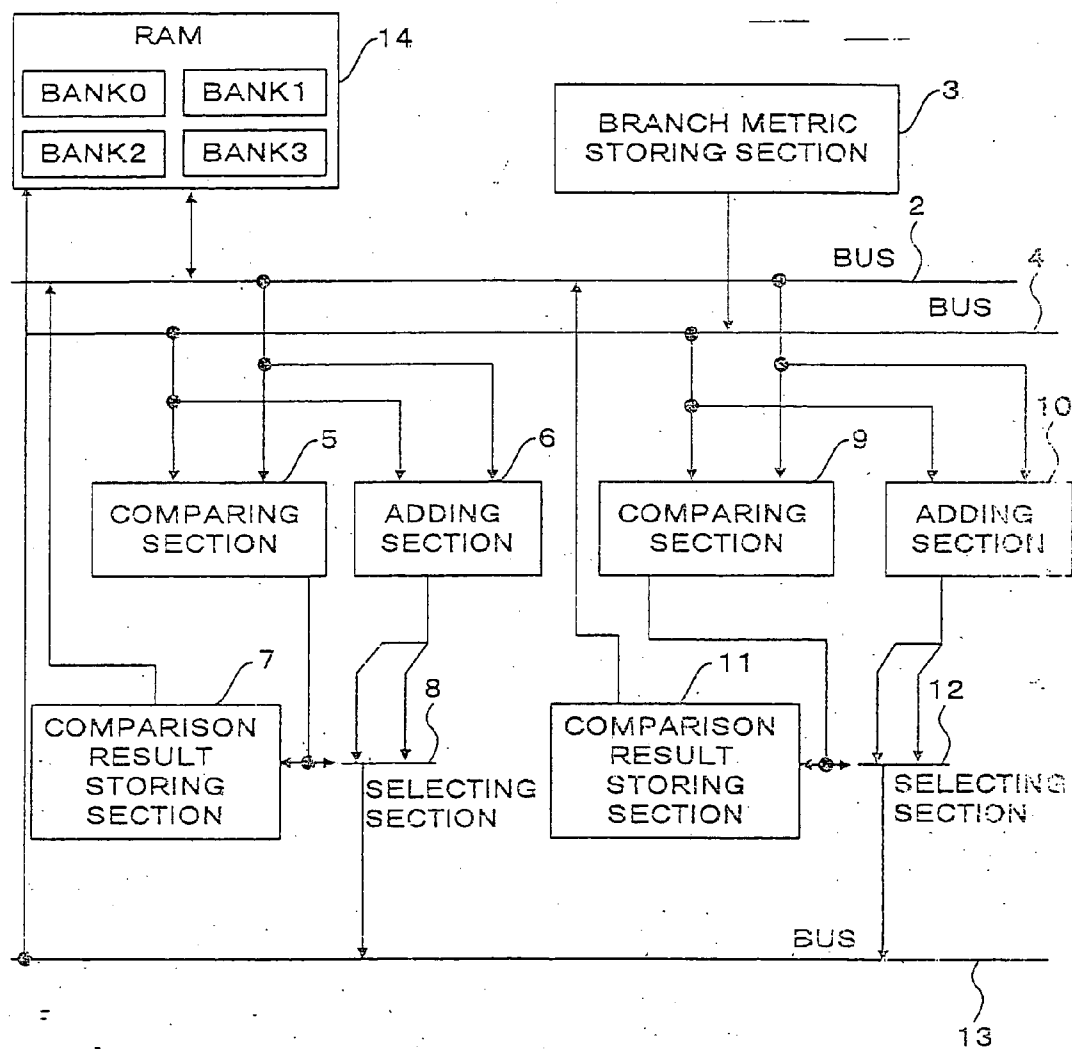 RAM
14
BANK0
BANK1
BANK2
BANK3
BRANCH METRIC
STORING SECTION
3
2
BUS
4
BUS
5
COMPARING
SECTION
6
ADDING
SECTION
9
COMPARING
SECTION
10
ADDING
SECTION
7
COMPARISON
RESULT
STORING
SECTION
8
SELECTING
SECTION
11
COMPARISON
RESULT
STORING
SECTION
12
SELECTING
SECTION
BUS
13